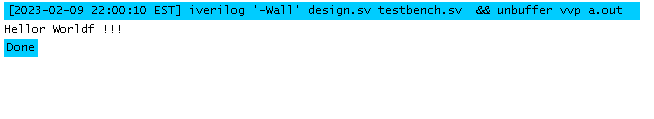 [2023-02-09 22:00:10 EST] iverilog '-Wall' design.sv testbench.sv && unbuffer vvp a.out
Hellor Worldf !!!
Done